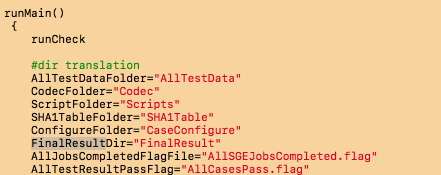 runMain()
{
runCheck
#dir translation
AllTestDataFolder="AllTestData"
CodecFolder="Codec"
ScriptFolder="Scripts"
SHA1TableFolder="SHA1Table"
ConfigureFolder="CaseConfigure"
FinalResultDir="FinalResult"
AllJobsCompletedFlagFile="AllSGEJobsCompleted.flag"
AllTestResultPassFlag="AllCasesPass.flag"